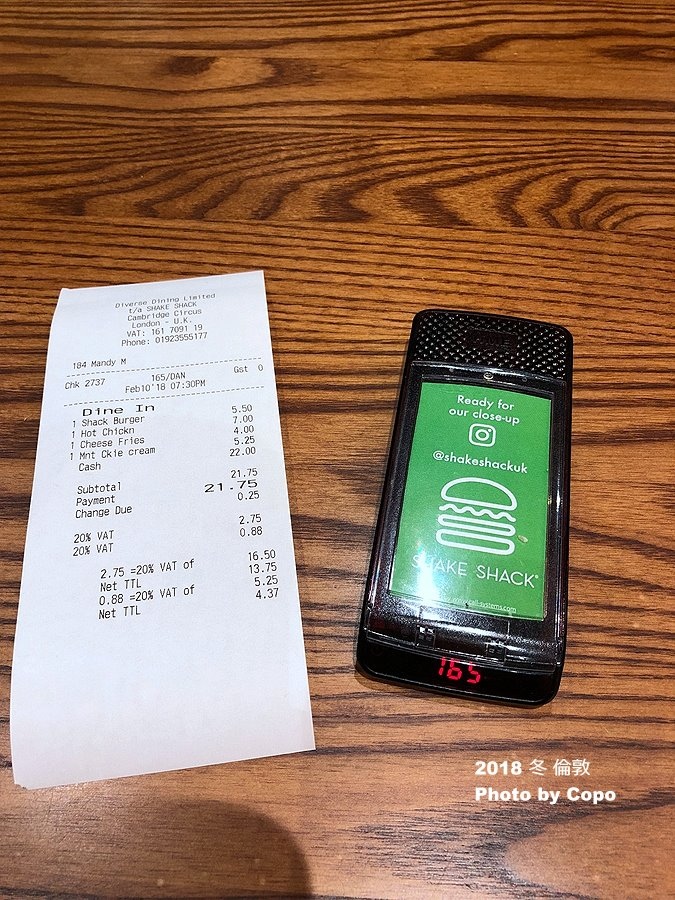 Diverse Dining Limited
t/a SHAKE SHACK
Cambridge Circus
London - U.K.
VAT: 161 7091 19
Phone: 01923555177
184 Mandy M
Chk 2737 165/DAN Gst 0
Feb10'18 07:30PM
Dine In
1 Shack Burger 5.50
1 Hot Chickn 7.00
1 Cheese Fries 4.00
1 Mnt Ckie cream 5.25
Cash 22.00
Subtotal 21.75
Payment 21.75
Change Due 0.25
20% VAT 2.75
20% VAT 0.88
2.75 =20% VAT of 16.50
Net TTL 13.75
0.88 =20% VAT of 5.25
Net TTL 4.37
Ready for
our close-up
@shakeshackuk
SHAKE SHACK®
165
2018 冬 倫敦
Photo by Copo